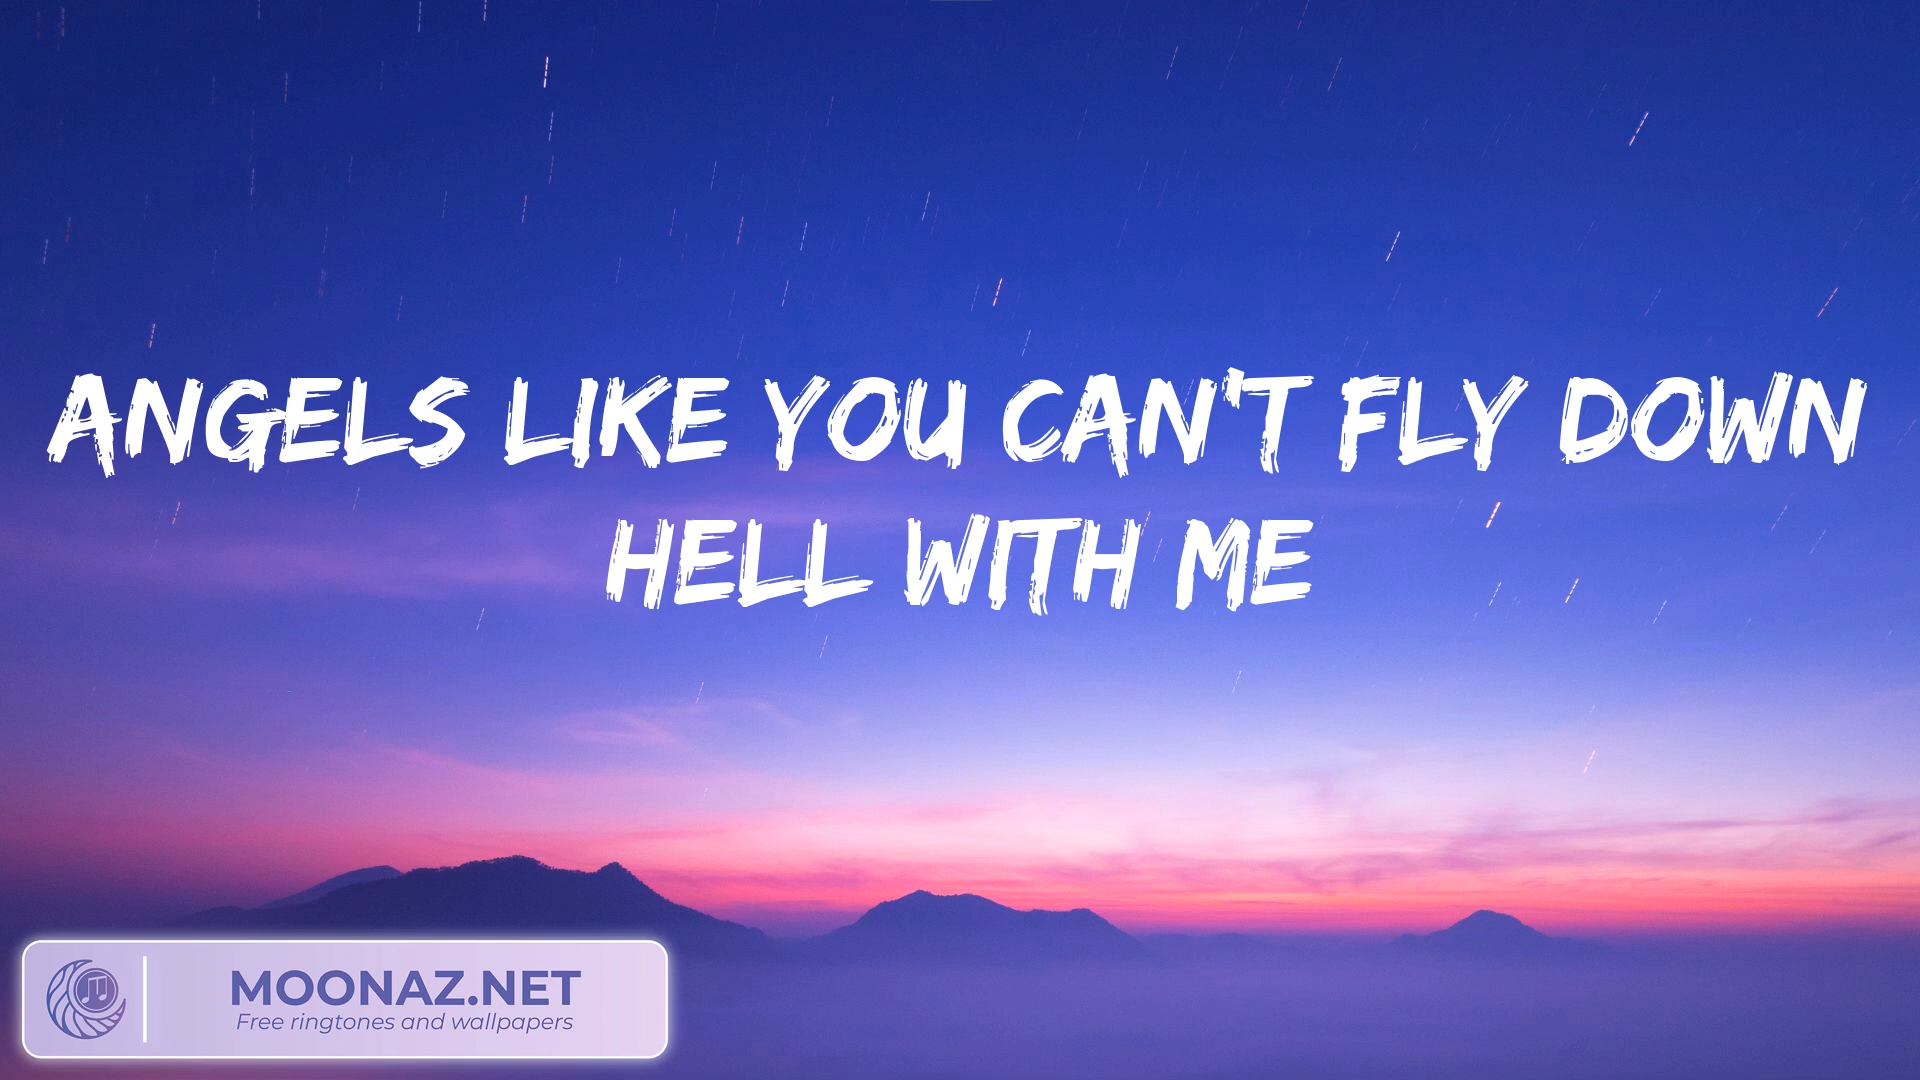 ANGELS LIKE YOU CAN'T FLY DOWN
HELL WITH ME
MOONAZ.NET
Free ringtones and wallpapers